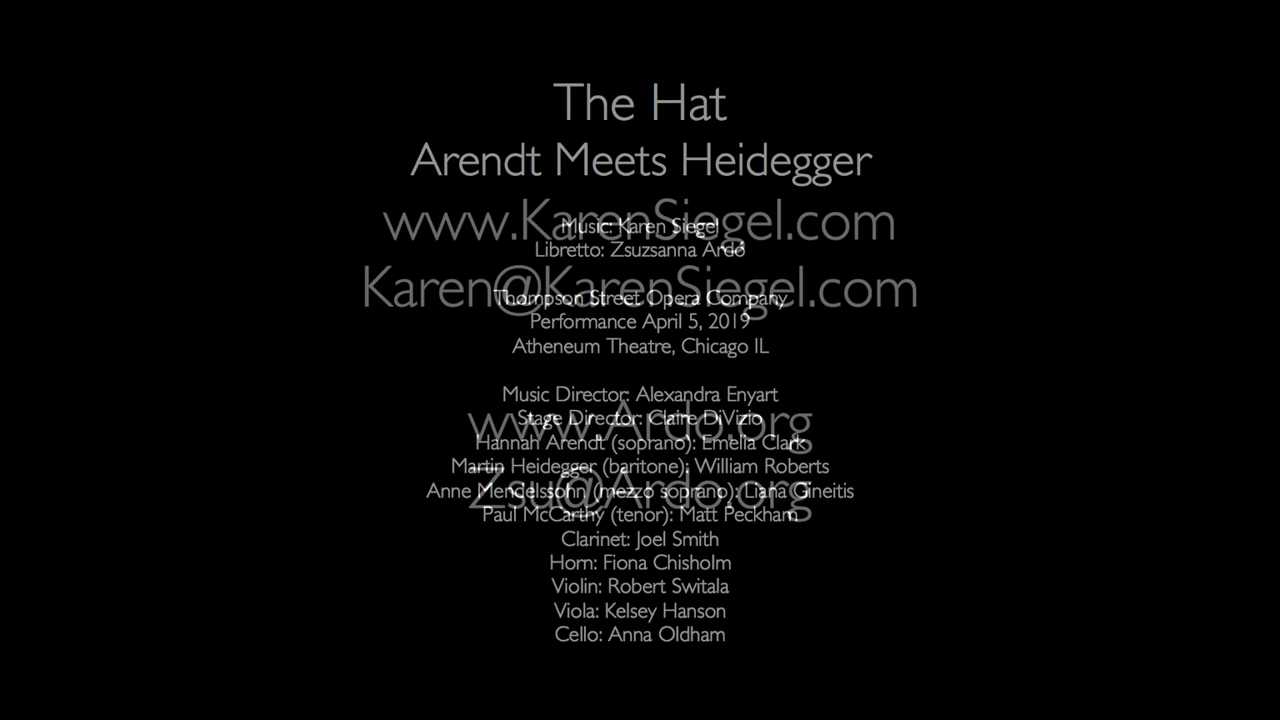 The Hat
Arendt Meets Heidegger
www.KarenSiegel.com
Music: Karen Siegel
Libretto: Zsuzsanna Ardó
Karen@KarenSiegel.com
Thompson Street Opera Company
Performance April 5, 2019
Atheneum Theatre, Chicago IL
Music Director: Alexandra Enyart
www.Ardo.org
Stage Director: Claire DiVizio
Hannah Arendt (soprano): Emelia Clark
Martin Heidegger (baritone): William Roberts
Zsu@Ardo.org
Anne Mendelssohn (mezzo soprano): Liana Gineitis
Paul McCarthy (tenor): Matt Peckham
Clarinet: Joel Smith
Horn: Fiona Chisholm
Violin: Robert Switala
Viola: Kelsey Hanson
Cello: Anna Oldham